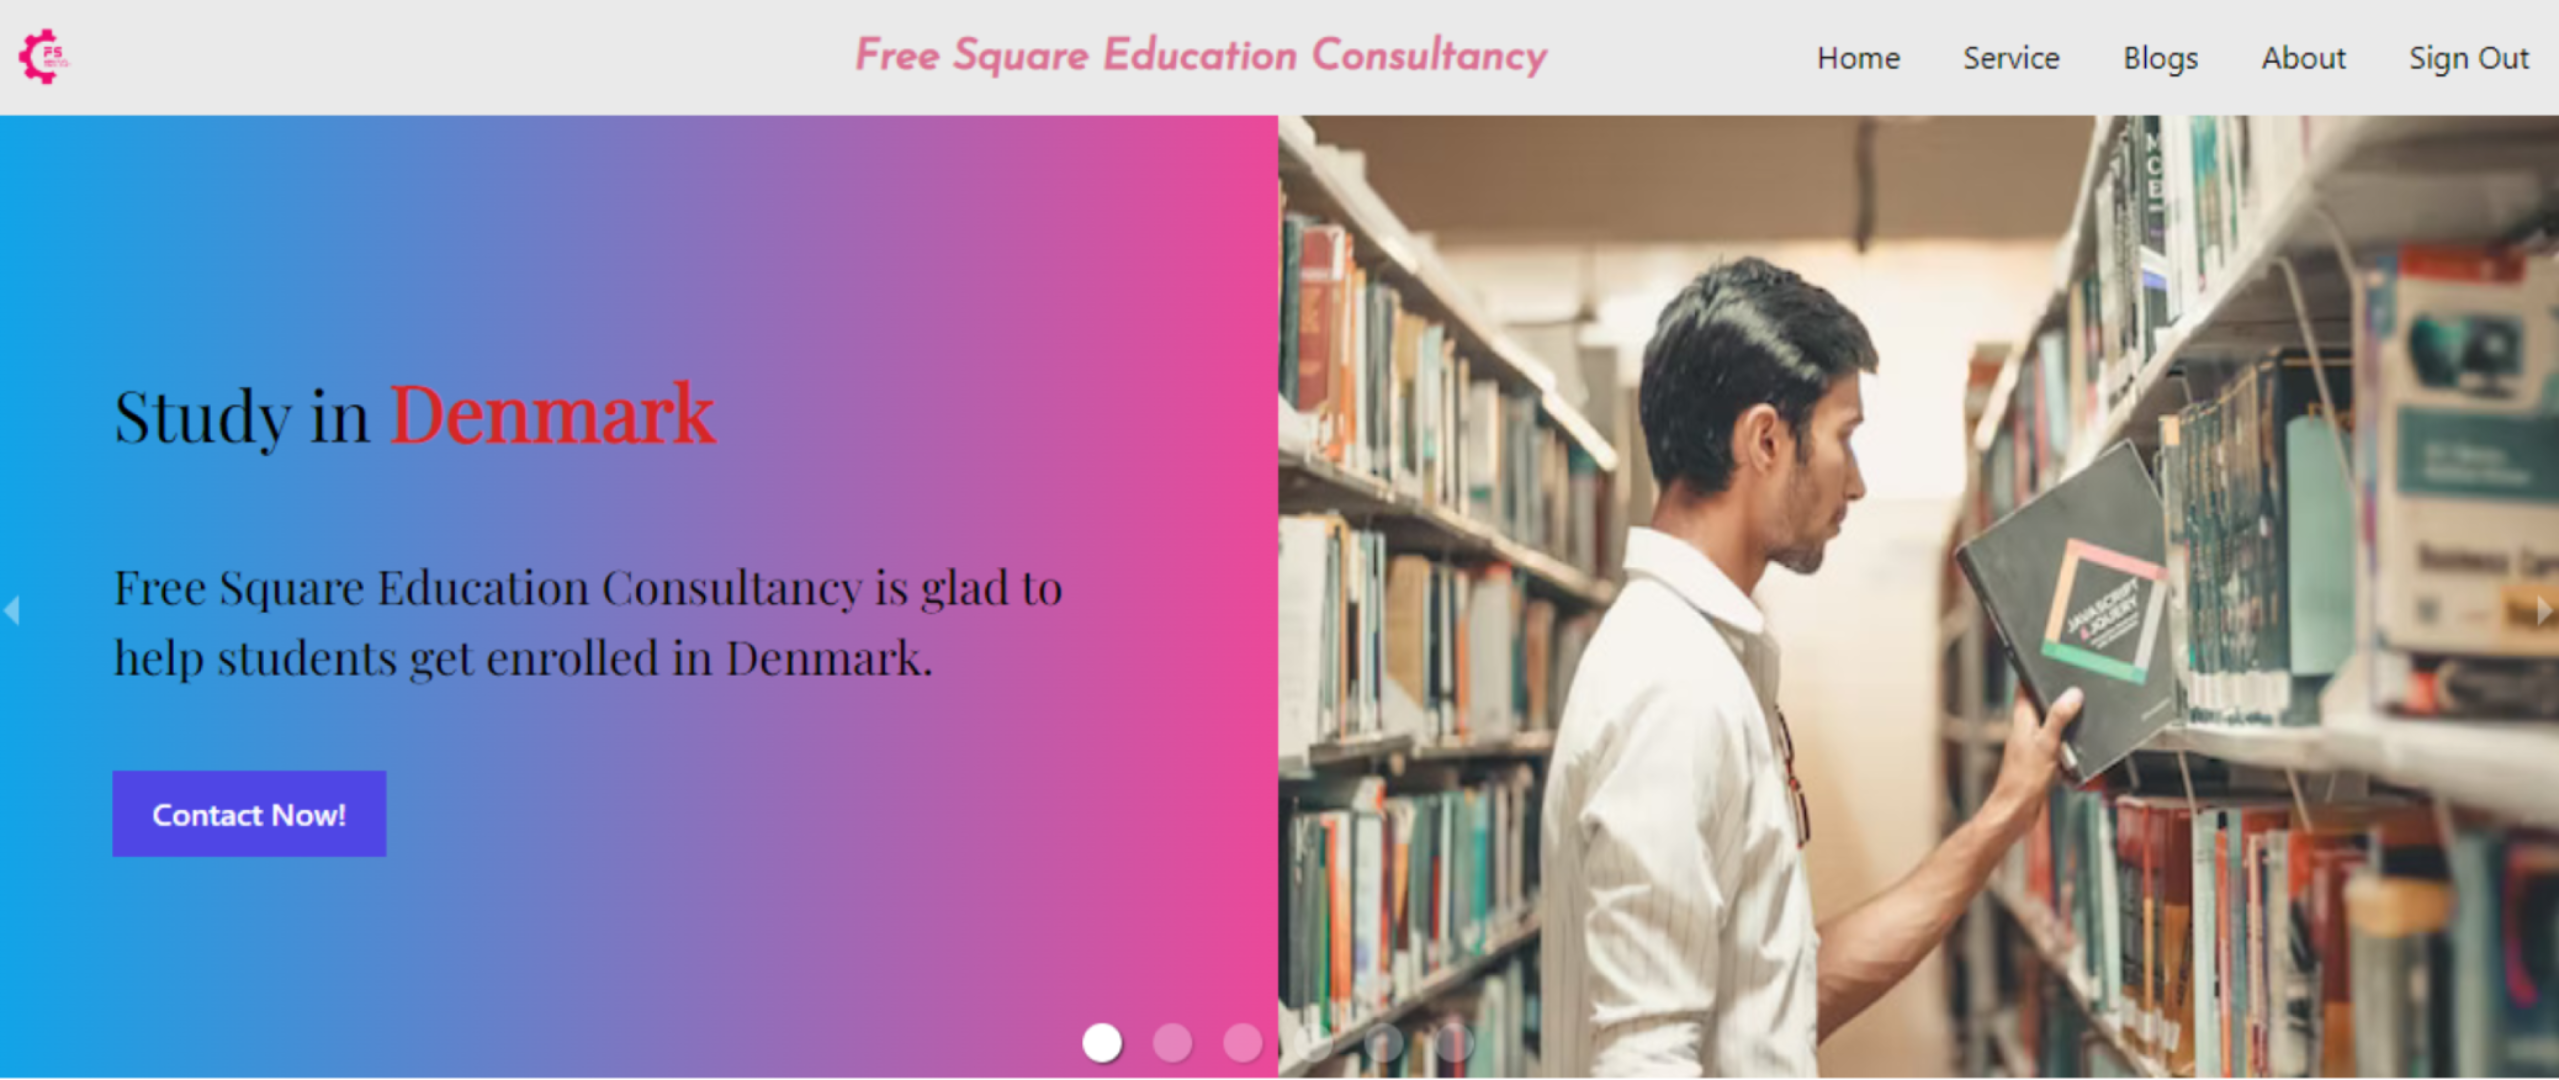 FS
Free Square Education Consultancy
Home Service Blogs About Sign Out
Study in Denmark
Free Square Education Consultancy is glad to
help students get enrolled in Denmark.
Contact Now!
JAVASCRIPT
& JQUERY